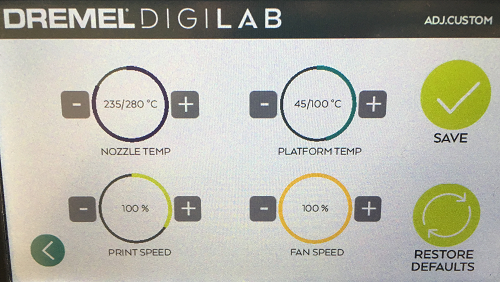 DREMEL DIGILAB
ADJ.CUSTOM
- 235/280 °C +
NOZZLE TEMP
- 45/100 °C +
PLATFORM TEMP
SAVE
- 100 % +
PRINT SPEED
- 100 % +
FAN SPEED
RESTORE
DEFAULTS